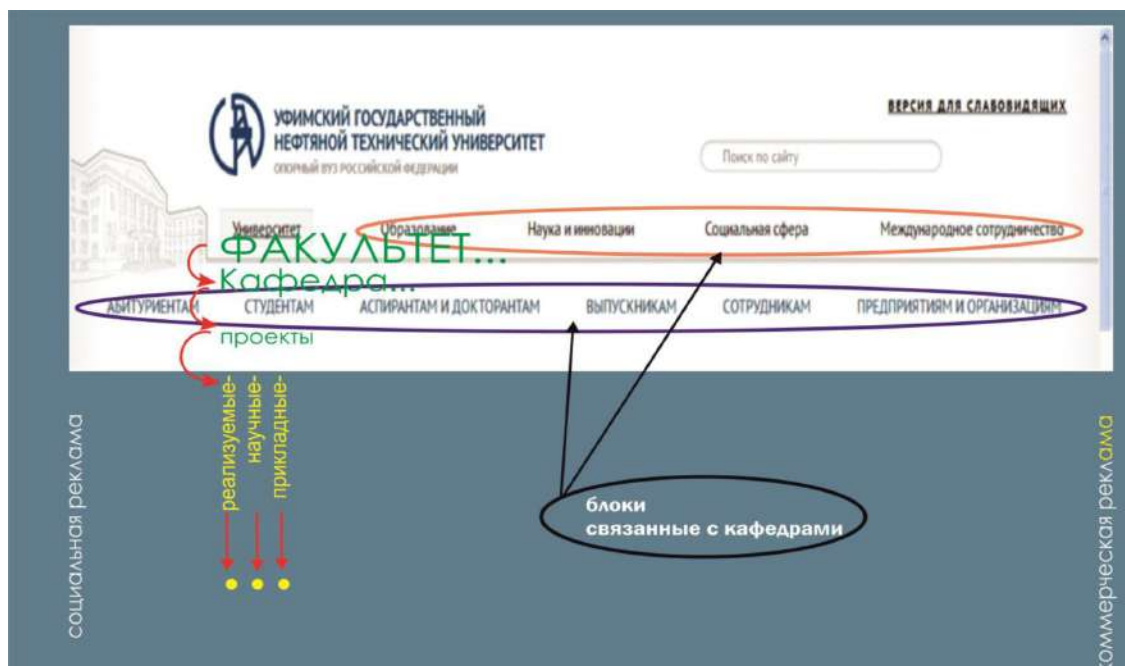 ВЕРСИЯ ДЛЯ СЛАБОВИДЯЩИХ
УФИМСКИЙ ГОСУДАРСТВЕННЫЙ
НЕФТЯНОЙ ТЕХНИЧЕСКИЙ УНИВЕРСИТЕТ
ОПОРНЫЙ ВУЗ РОССИЙСКОЙ ФЕДЕРАЦИИ
Поиск по сайту
Университет Образование Наука и инновации Социальная сфера Международное сотрудничество
ФАКУЛЬТЕТ...
Кафедра...
АБИТУРИЕНТАМ СТУДЕНТАМ АСПИРАНТАМ И ДОКТОРАНТАМ ВЫПУСКНИКАМ СОТРУДНИКАМ ПРЕДПРИЯТИЯМ И ОРГАНИЗАЦИЯМ
проекты
реализуемые-
научные-
прикладные-
блоки
связанные с кафедрами
социальная реклама
коммерческая реклама